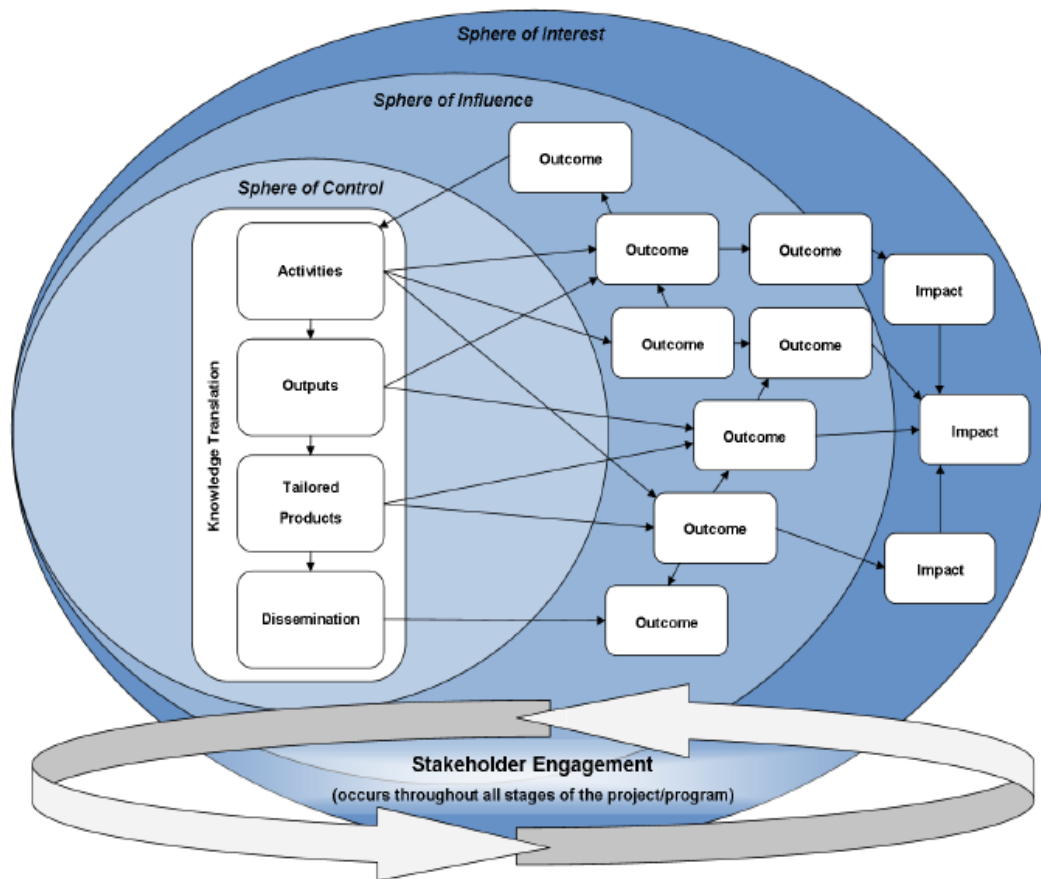 Sphere of Interest
Sphere of Influence
Sphere of Control
Knowledge Translation
Activities
Outputs
Tailored
Products
Dissemination
Outcome
Outcome
Outcome
Outcome
Outcome
Outcome
Outcome
Outcome
Impact
Impact
Impact
Stakeholder Engagement
(occurs throughout all stages of the project/program)